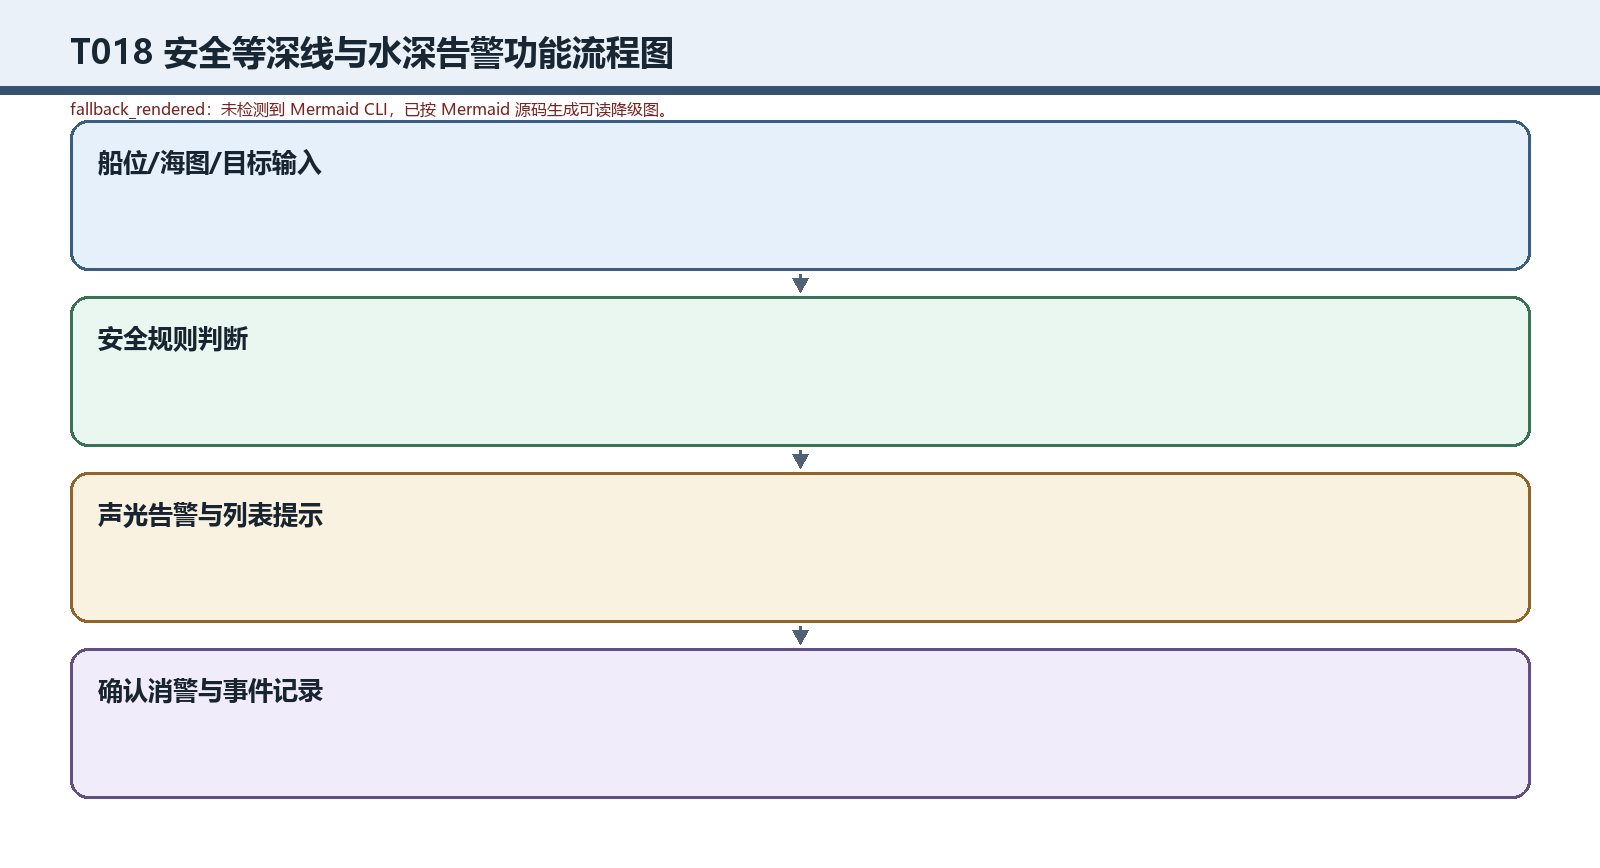 T018 安全等深线与水深告警功能流程图
fallback_rendered：未检测到 Mermaid CLI，已按 Mermaid 源码生成可读降级图。
船位/海图/目标输入
安全规则判断
声光告警与列表提示
确认消警与事件记录